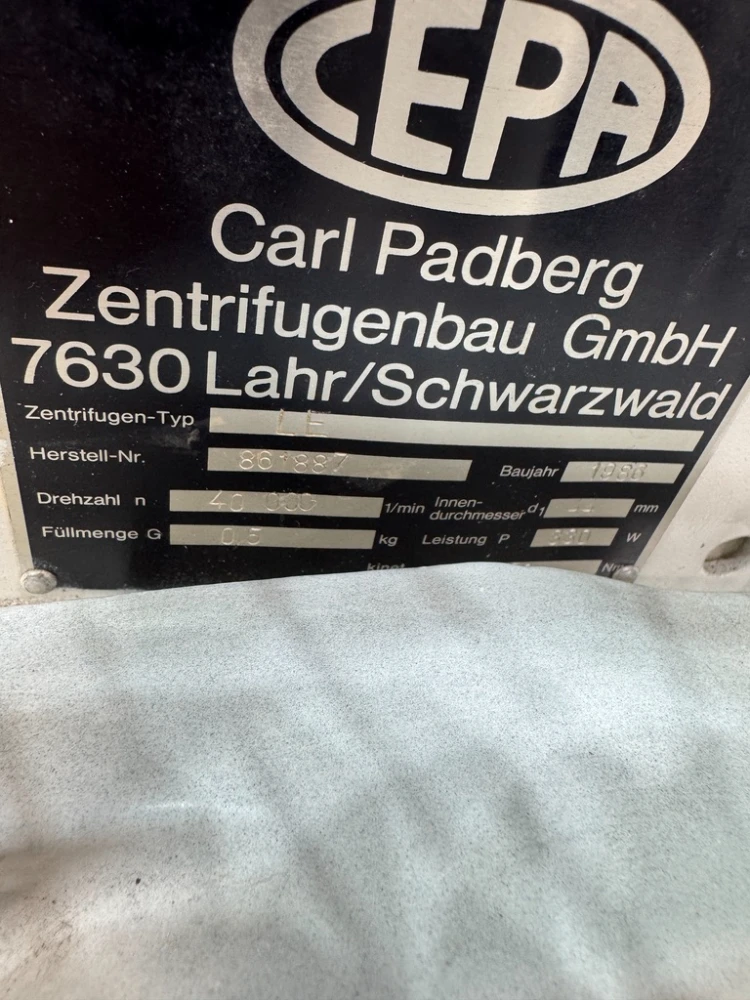 CEPA
Carl Padberg
Zentrifugenbau GmbH
7630 Lahr/Schwarzwald
Zentrifugen-Typ LE
Herstell-Nr. 861887 Baujahr 1986
Drehzahl n 40 000 1/min Innen-durchmesser d1 mm
Füllmenge G 0,5 kg Leistung P W